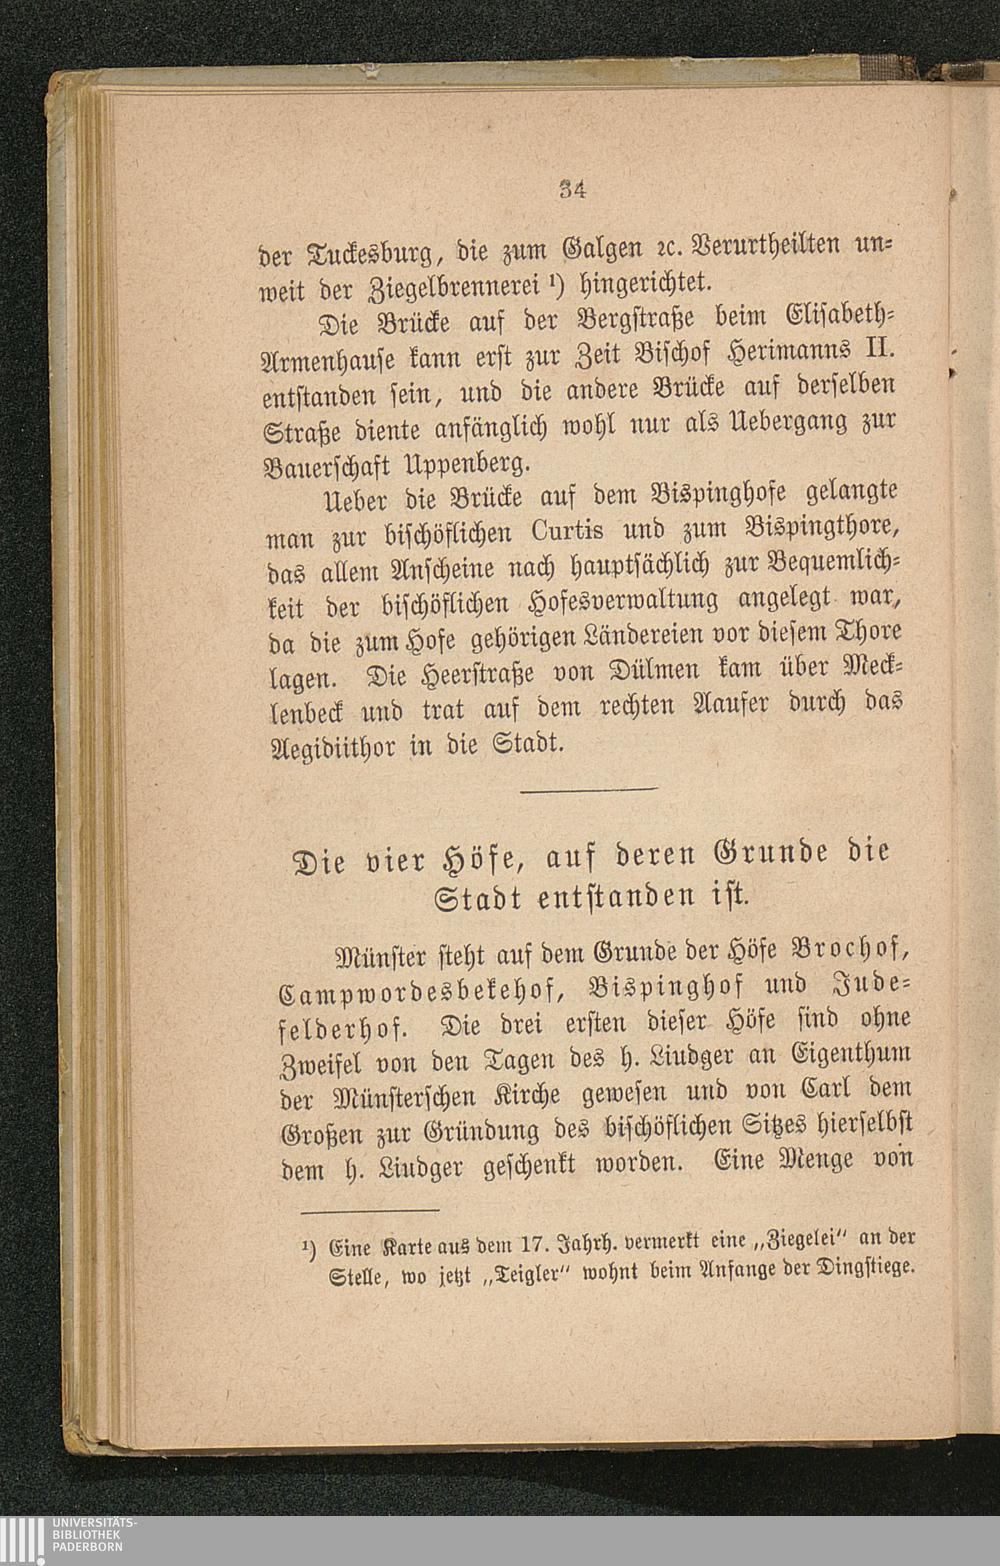 34
der Tuckesburg, die zum Galgen ꝛc. Verurtheilten un-
weit der Ziegelbrennerei ¹) hingerichtet.
Die Brücke auf der Bergstraße beim Elisabeth-
Armenhause kann erst zur Zeit Bischof Herimanns II.
entstanden sein, und die andere Brücke auf derselben
Straße diente anfänglich wohl nur als Uebergang zur
Bauerschaft Uppenberg.
Ueber die Brücke auf dem Bispinghofe gelangte
man zur bischöflichen Curtis und zum Bispingthore,
das allem Anscheine nach hauptsächlich zur Bequemlich-
keit der bischöflichen Hofesverwaltung angelegt war,
da die zum Hofe gehörigen Ländereien vor diesem Thore
lagen. Die Heerstraße von Dülmen kam über Meck-
lenbeck und trat auf dem rechten Aaufer durch das
Aegidiithor in die Stadt.
Die vier Höfe, auf deren Grunde die
Stadt entstanden ist.
Münster steht auf dem Grunde der Höfe Brochof,
Campwordesbekehof, Bispinghof und Jude-
felderhof. Die drei ersten dieser Höfe sind ohne
Zweifel von den Tagen des h. Liudger an Eigenthum
der Münsterschen Kirche gewesen und von Carl dem
Großen zur Gründung des bischöflichen Sitzes hierselbst
dem h. Liudger geschenkt worden. Eine Menge von
¹) Eine Karte aus dem 17. Jahrh. vermerkt eine „Ziegelei" an der
Stelle, wo jetzt „Teigler" wohnt beim Anfange der Dingstiege.
UNIVERSITÄTS-
BIBLIOTHEK
PADERBORN